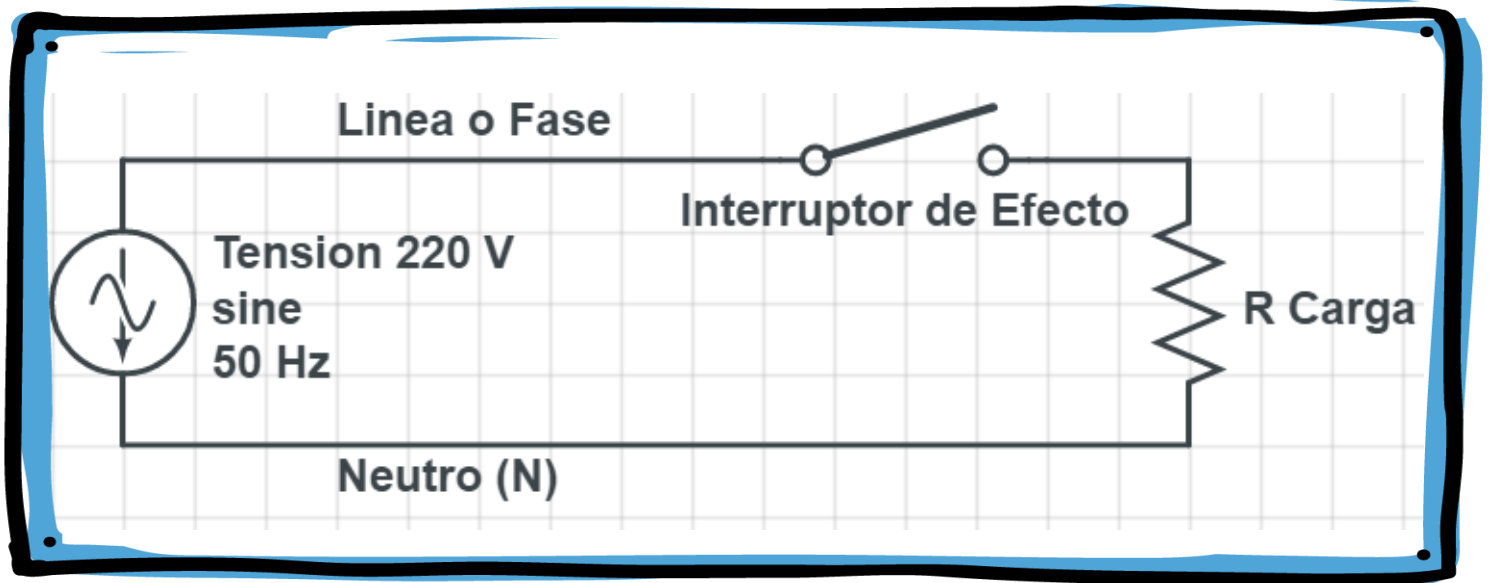 Linea o Fase
Interruptor de Efecto
Tension 220 V
sine
50 Hz
R Carga
Neutro (N)